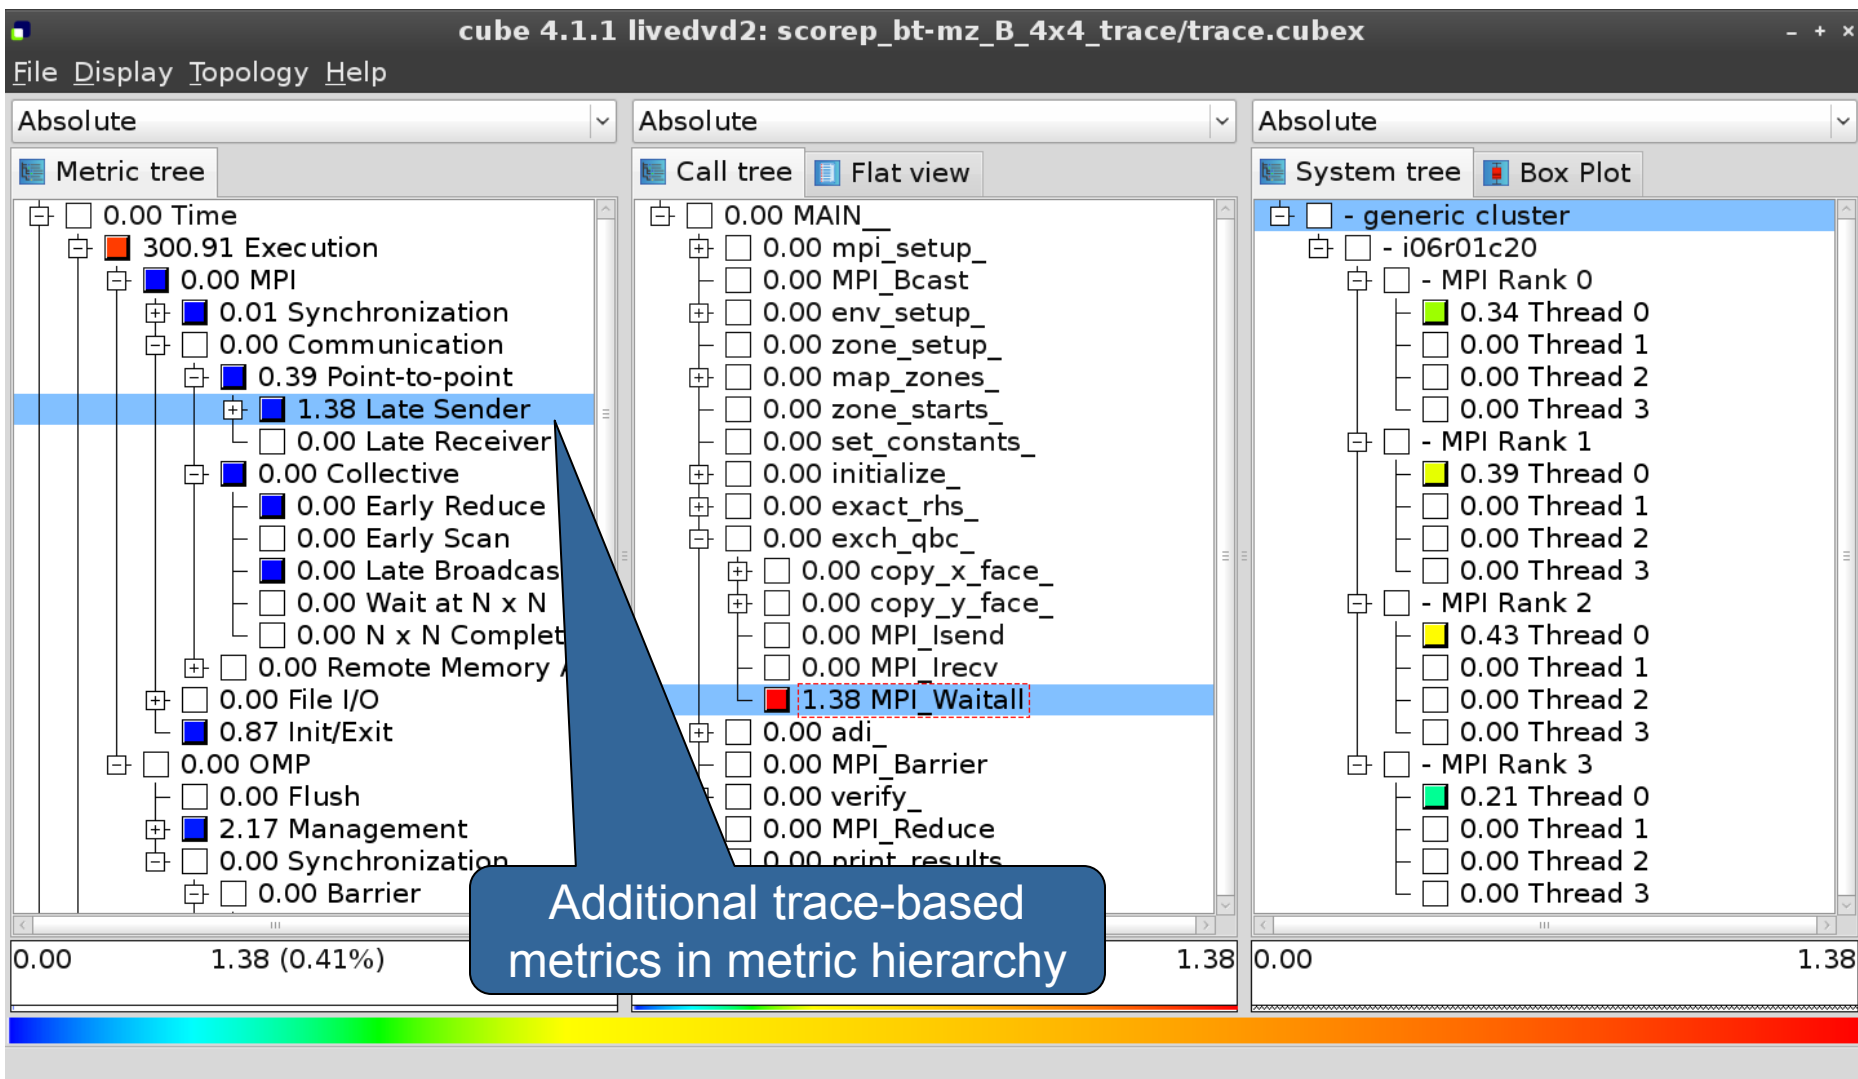 cube 4.1.1 livedvd2: scorep_bt-mz_B_4x4_trace/trace.cubex
File Display Topology Help
Absolute
Metric tree
0.00 Time
300.91 Execution
0.00 MPI
0.01 Synchronization
0.00 Communication
0.39 Point-to-point
1.38 Late Sender
0.00 Late Receiver
0.00 Collective
0.00 Early Reduce
0.00 Early Scan
0.00 Late Broadcas
0.00 Wait at N x N
0.00 N x N Complet
0.00 Remote Memory
0.00 File I/O
0.87 Init/Exit
0.00 OMP
0.00 Flush
2.17 Management
0.00 Synchronization
0.00 Barrier
0.00 1.38 (0.41%)
Absolute
Call tree Flat view
0.00 MAIN__
0.00 mpi_setup_
0.00 MPI_Bcast
0.00 env_setup_
0.00 zone_setup_
0.00 map_zones_
0.00 zone_starts_
0.00 set_constants_
0.00 initialize_
0.00 exact_rhs_
0.00 exch_qbc_
0.00 copy_x_face_
0.00 copy_y_face_
0.00 MPI_Isend
0.00 MPI_Irecv
1.38 MPI_Waitall
0.00 adi_
0.00 MPI_Barrier
0.00 verify_
0.00 MPI_Reduce
0.00 print_results_
1.38
Additional trace-based
metrics in metric hierarchy
Absolute
System tree Box Plot
- generic cluster
- i06r01c20
- MPI Rank 0
0.34 Thread 0
0.00 Thread 1
0.00 Thread 2
0.00 Thread 3
- MPI Rank 1
0.39 Thread 0
0.00 Thread 1
0.00 Thread 2
0.00 Thread 3
- MPI Rank 2
0.43 Thread 0
0.00 Thread 1
0.00 Thread 2
0.00 Thread 3
- MPI Rank 3
0.21 Thread 0
0.00 Thread 1
0.00 Thread 2
0.00 Thread 3
0.00 1.38